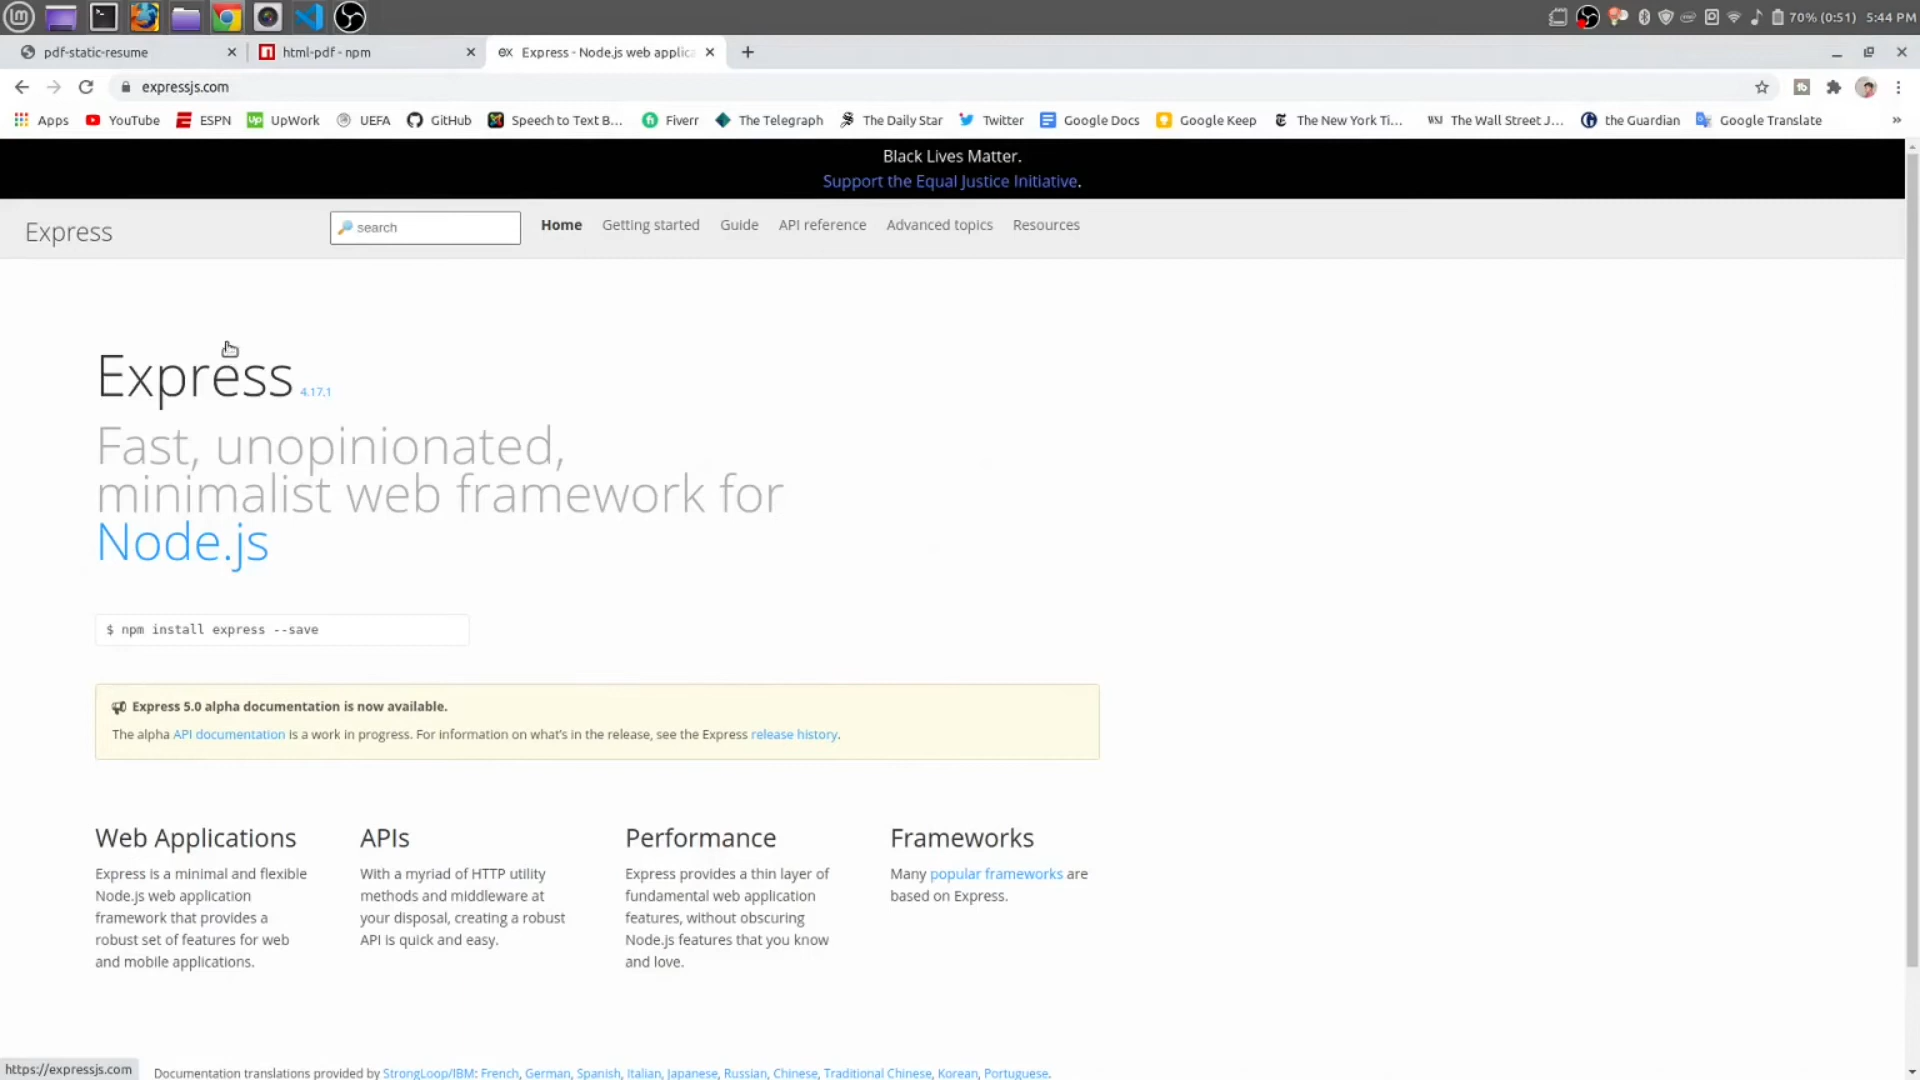 70% (0:51) 5:44 PM
pdf-static-resume
html-pdf - npm
Express - Node.js web applica
expressjs.com
Apps YouTube ESPN UpWork UEFA GitHub Speech to Text B... Fiverr The Telegraph The Daily Star Twitter Google Docs Google Keep The New York Ti... The Wall Street J... the Guardian Google Translate »
Black Lives Matter.
Support the Equal Justice Initiative.
Express
search
Home Getting started Guide API reference Advanced topics Resources
Express 4.17.1
Fast, unopinionated,
minimalist web framework for
Node.js
$ npm install express --save
Express 5.0 alpha documentation is now available.
The alpha API documentation is a work in progress. For information on what's in the release, see the Express release history.
Web Applications
Express is a minimal and flexible
Node.js web application
framework that provides a
robust set of features for web
and mobile applications.
APIs
With a myriad of HTTP utility
methods and middleware at
your disposal, creating a robust
API is quick and easy.
Performance
Express provides a thin layer of
fundamental web application
features, without obscuring
Node.js features that you know
and love.
Frameworks
Many popular frameworks are
based on Express.
https://expressjs.com
Documentation translations provided by StrongLoop/IBM: French, German, Spanish, Italian, Japanese, Russian, Chinese, Traditional Chinese, Korean, Portuguese.